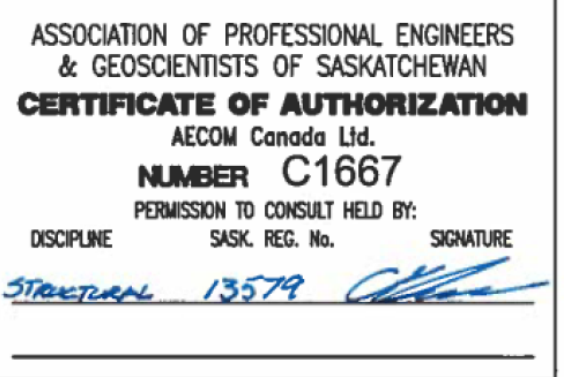 ASSOCIATION OF PROFESSIONAL ENGINEERS
& GEOSCIENTISTS OF SASKATCHEWAN
CERTIFICATE OF AUTHORIZATION
AECOM Canada Ltd.
NUMBER C1667
PERMISSION TO CONSULT HELD BY:
DISCIPLINE SASK. REG. No. SIGNATURE
STRUCTURAL 13579